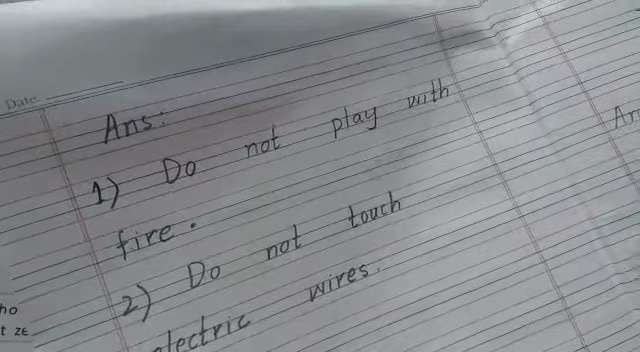 Date
Ans:
1) Do not play with
fire.
2) Do not touch
electric wires.